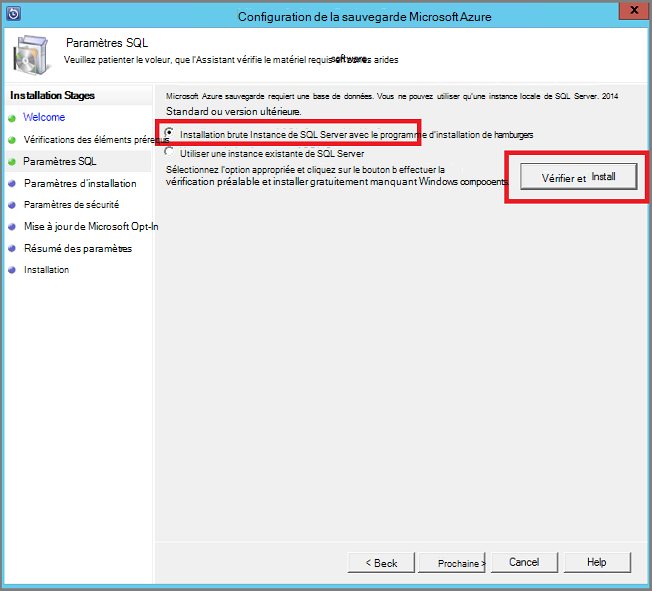 Configuration de la sauvegarde Microsoft Azure
X
Paramètres SQL
Veuillez patienter le voleur, que l'Assistant vérifie le matériel requis software. arides
Installation Stages
Welcome
Vérifications des éléments prérequis
Paramètres SQL
Paramètres d'installation
Paramètres de sécurité
Mise à jour de Microsoft Opt-In
Résumé des paramètres
Installation
Microsoft Azure sauvegarde requiert une base de données. Vous ne pouvez utiliser qu'une instance locale de SQL Server. 2014
Standard ou version ultérieure.
Installation brute Instance de SQL Server avec le programme d'installation de hamburgers
Utiliser une instance existante de SQL Server
Sélectionnez l'option appropriée et cliquez sur le bouton b effectuer la
vérification préalable et installer gratuitement manquant Windows compocents.
Vérifier et Install
< Beck
Prochaine >
Cancel
Help